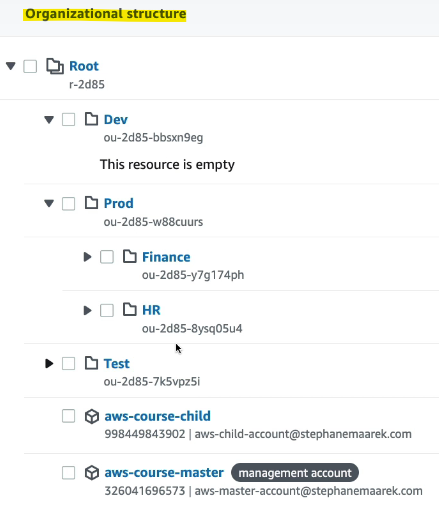 Organizational structure
Root
r-2d85
Dev
ou-2d85-bbsxn9eg
This resource is empty
Prod
ou-2d85-w88cuurs
Finance
ou-2d85-y7g174ph
HR
ou-2d85-8ysq05u4
Test
ou-2d85-7k5vpz5i
aws-course-child
998449843902 | aws-child-account@stephanemaarek.com
aws-course-master management account
326041696573 | aws-master-account@stephanemaarek.com